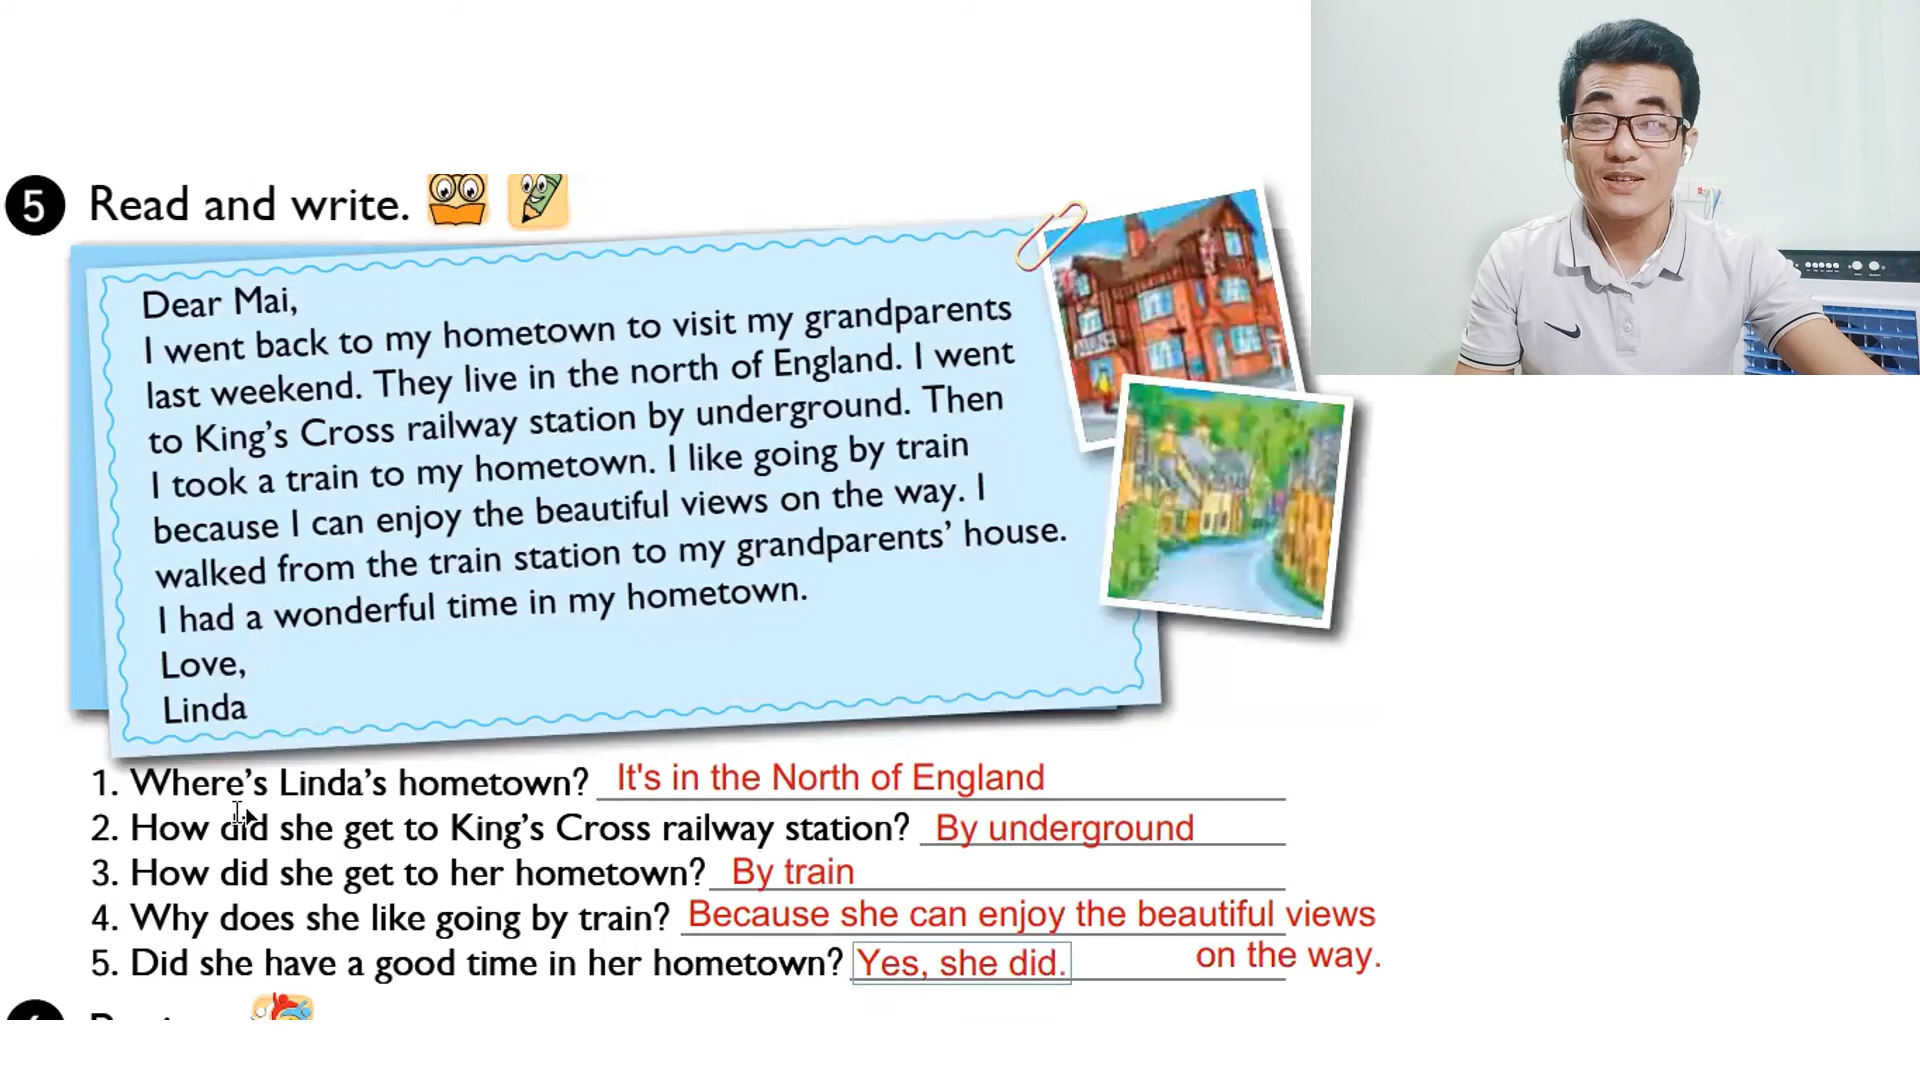 5 Read and write.
Dear Mai,
I went back to my hometown to visit my grandparents
last weekend. They live in the north of England. I went
to King's Cross railway station by underground. Then
I took a train to my hometown. I like going by train
because I can enjoy the beautiful views on the way. I
walked from the train station to my grandparents' house.
I had a wonderful time in my hometown.
Love,
Linda
1. Where's Linda's hometown? It's in the North of England
2. How did she get to King's Cross railway station? By underground
3. How did she get to her hometown? By train
4. Why does she like going by train? Because she can enjoy the beautiful views
on the way.
5. Did she have a good time in her hometown? Yes, she did.